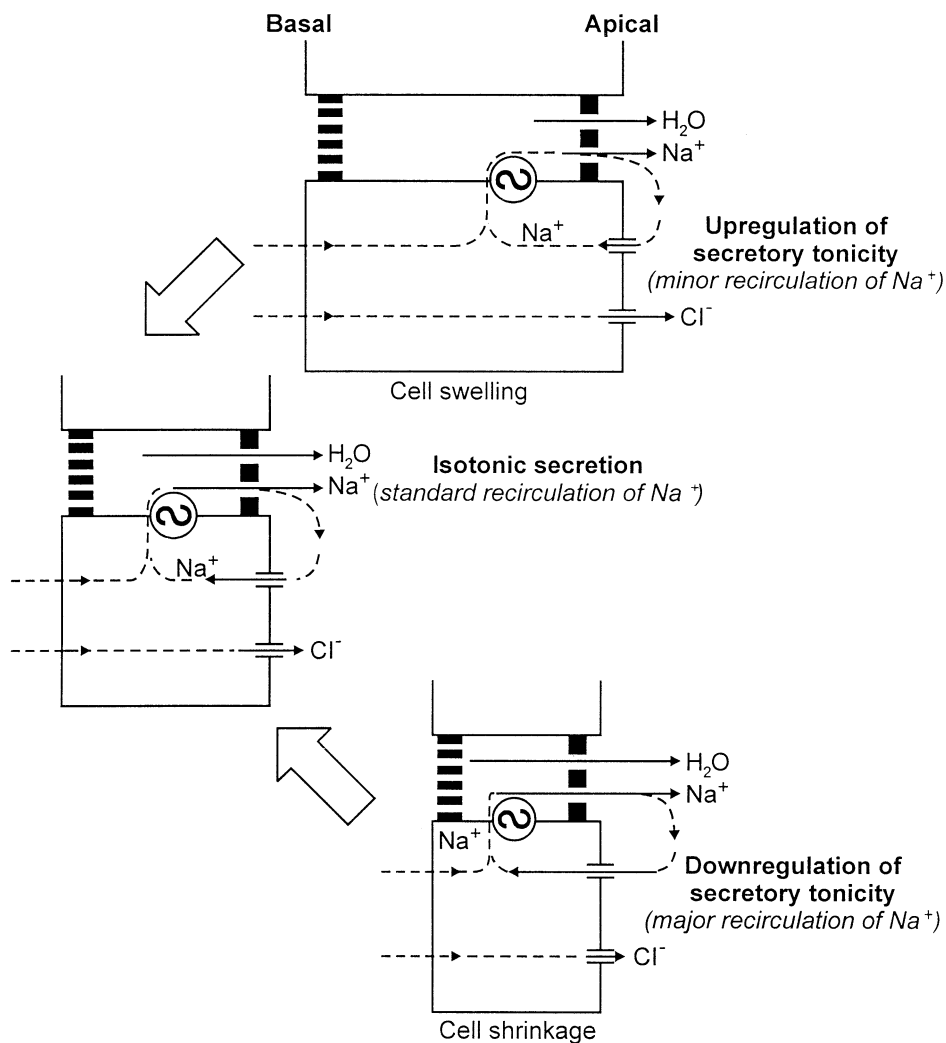 Basal
Apical
H₂O
Na⁺
Na⁺
Upregulation of
secretory tonicity
(minor recirculation of Na⁺)
Cl⁻
Cell swelling
H₂O
Isotonic secretion
Na⁺
(standard recirculation of Na⁺)
Na⁺
Cl⁻
H₂O
Na⁺
Na⁺
Downregulation of
secretory tonicity
(major recirculation of Na⁺)
Cl⁻
Cell shrinkage